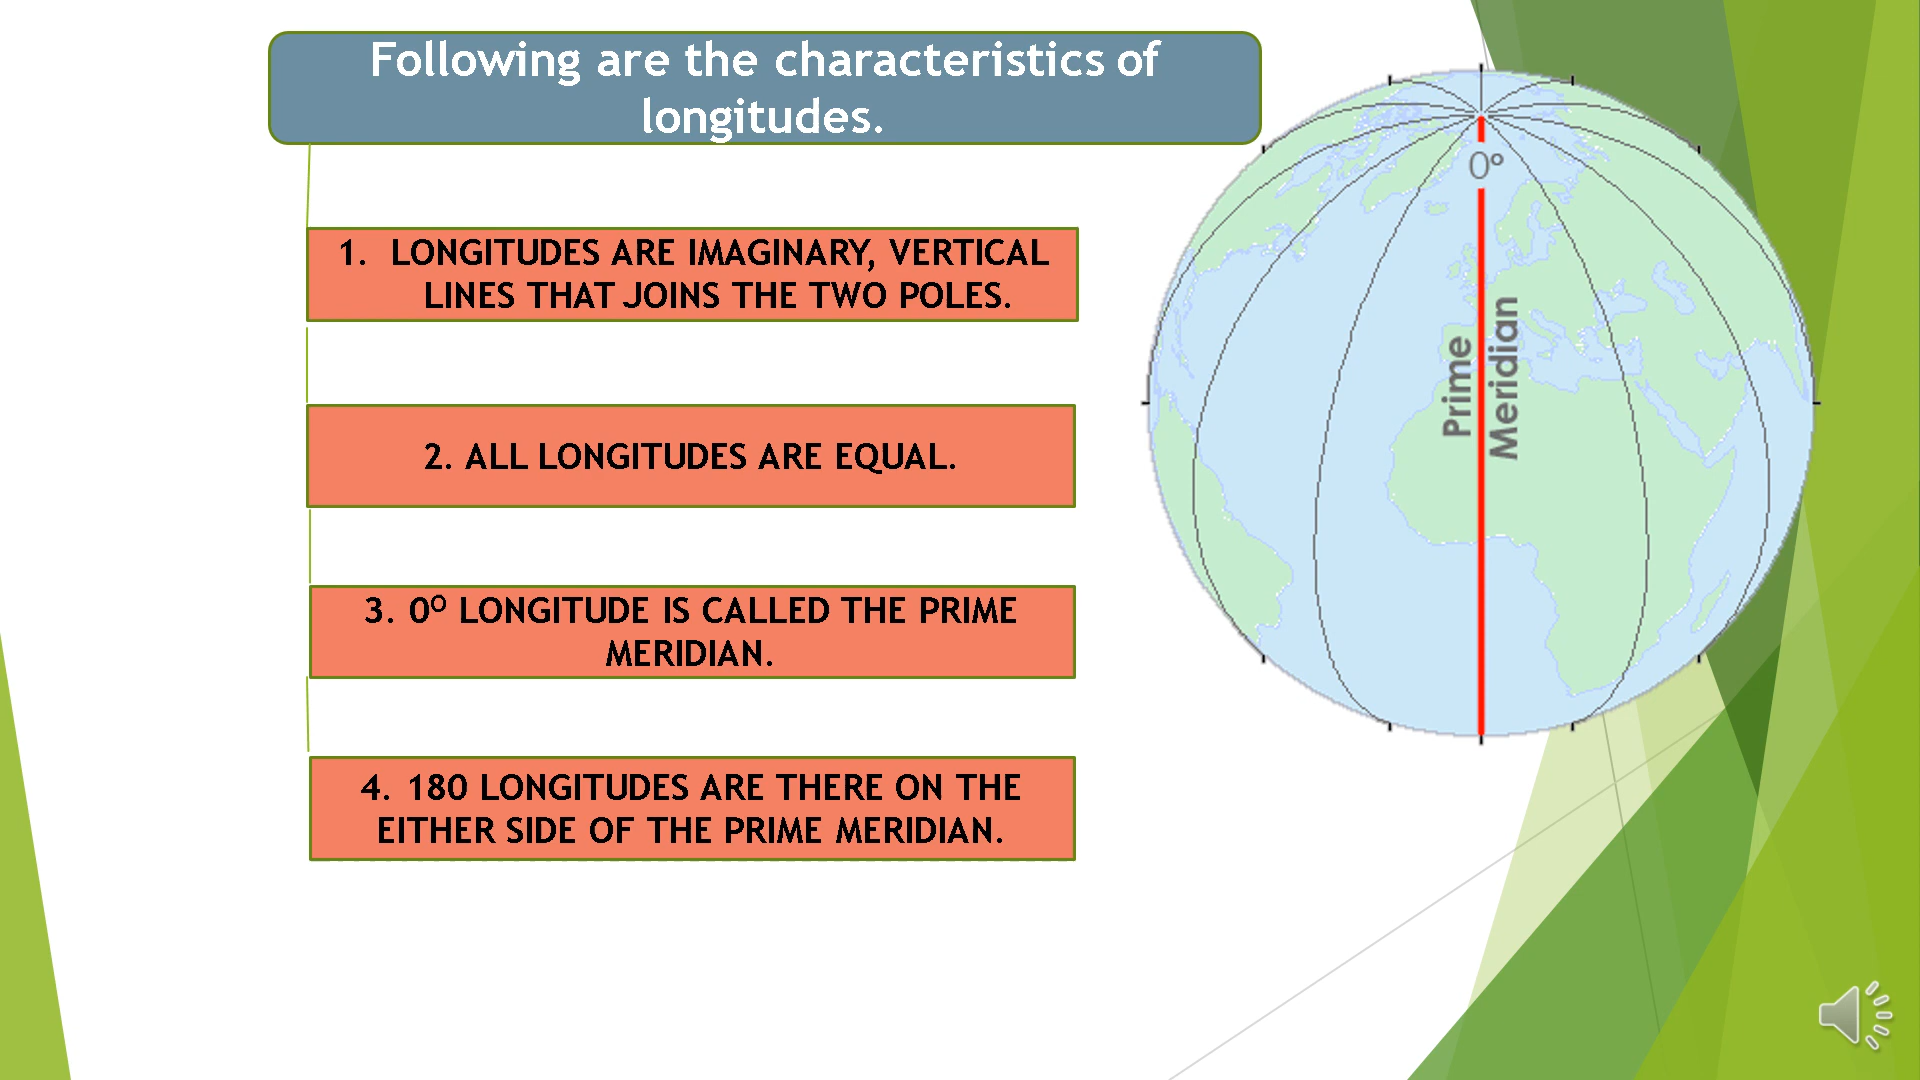 Following are the characteristics of
longitudes.
1. LONGITUDES ARE IMAGINARY, VERTICAL
LINES THAT JOINS THE TWO POLES.
2. ALL LONGITUDES ARE EQUAL.
3. 0ᴼ LONGITUDE IS CALLED THE PRIME
MERIDIAN.
4. 180 LONGITUDES ARE THERE ON THE
EITHER SIDE OF THE PRIME MERIDIAN.
0°
Prime
Meridian